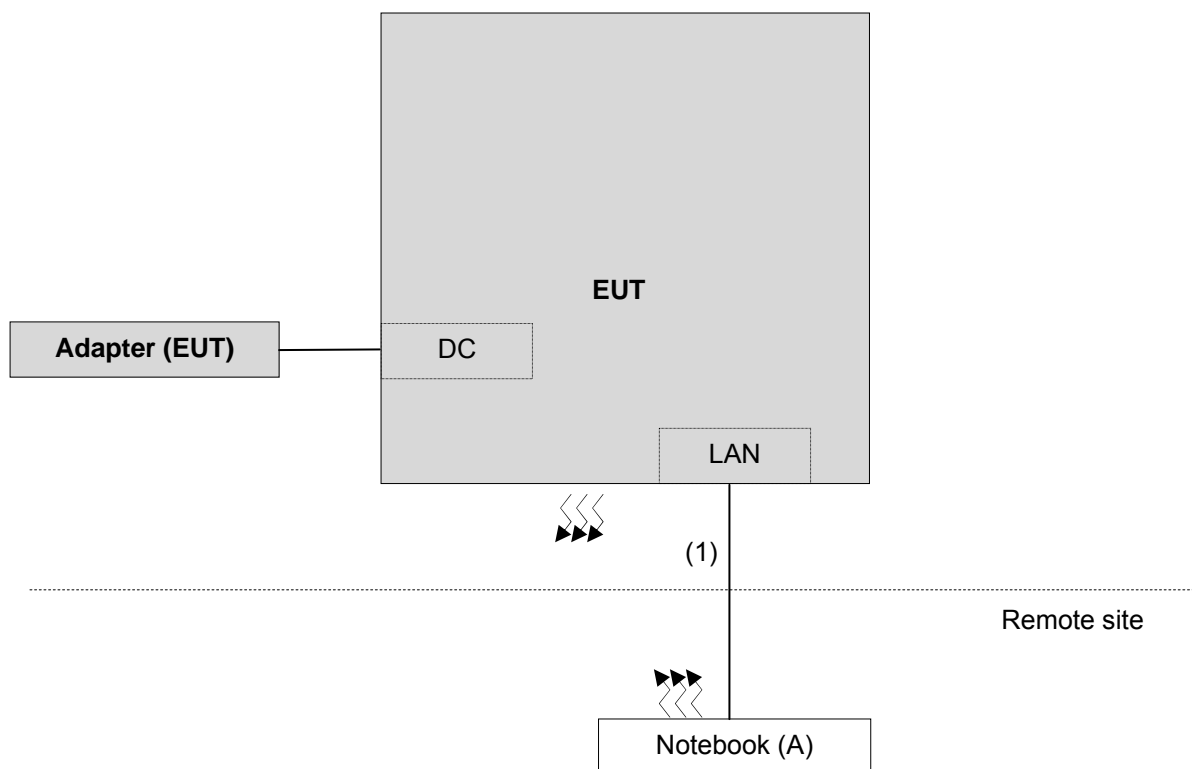 EUT
Adapter (EUT)
DC
LAN
(1)
Remote site
Notebook (A)